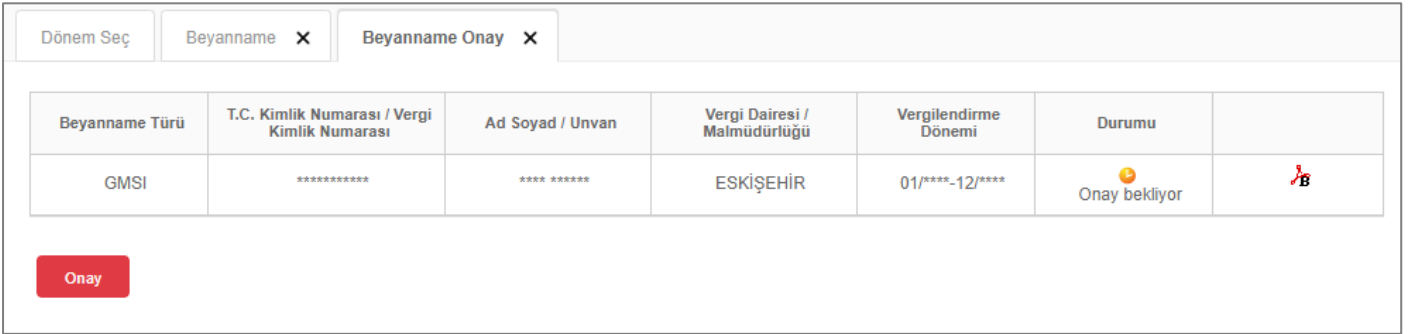 Dönem Seç
Beyanname X
Beyanname Onay X
Beyanname Türü
T.C. Kimlik Numarası / Vergi
Kimlik Numarası
Ad Soyad / Unvan
Vergi Dairesi /
Malmüdürlüğü
Vergilendirme
Dönemi
Durumu
GMSI
***********
**** ******
ESKİŞEHİR
01/****-12/****
Onay bekliyor
B
Onay